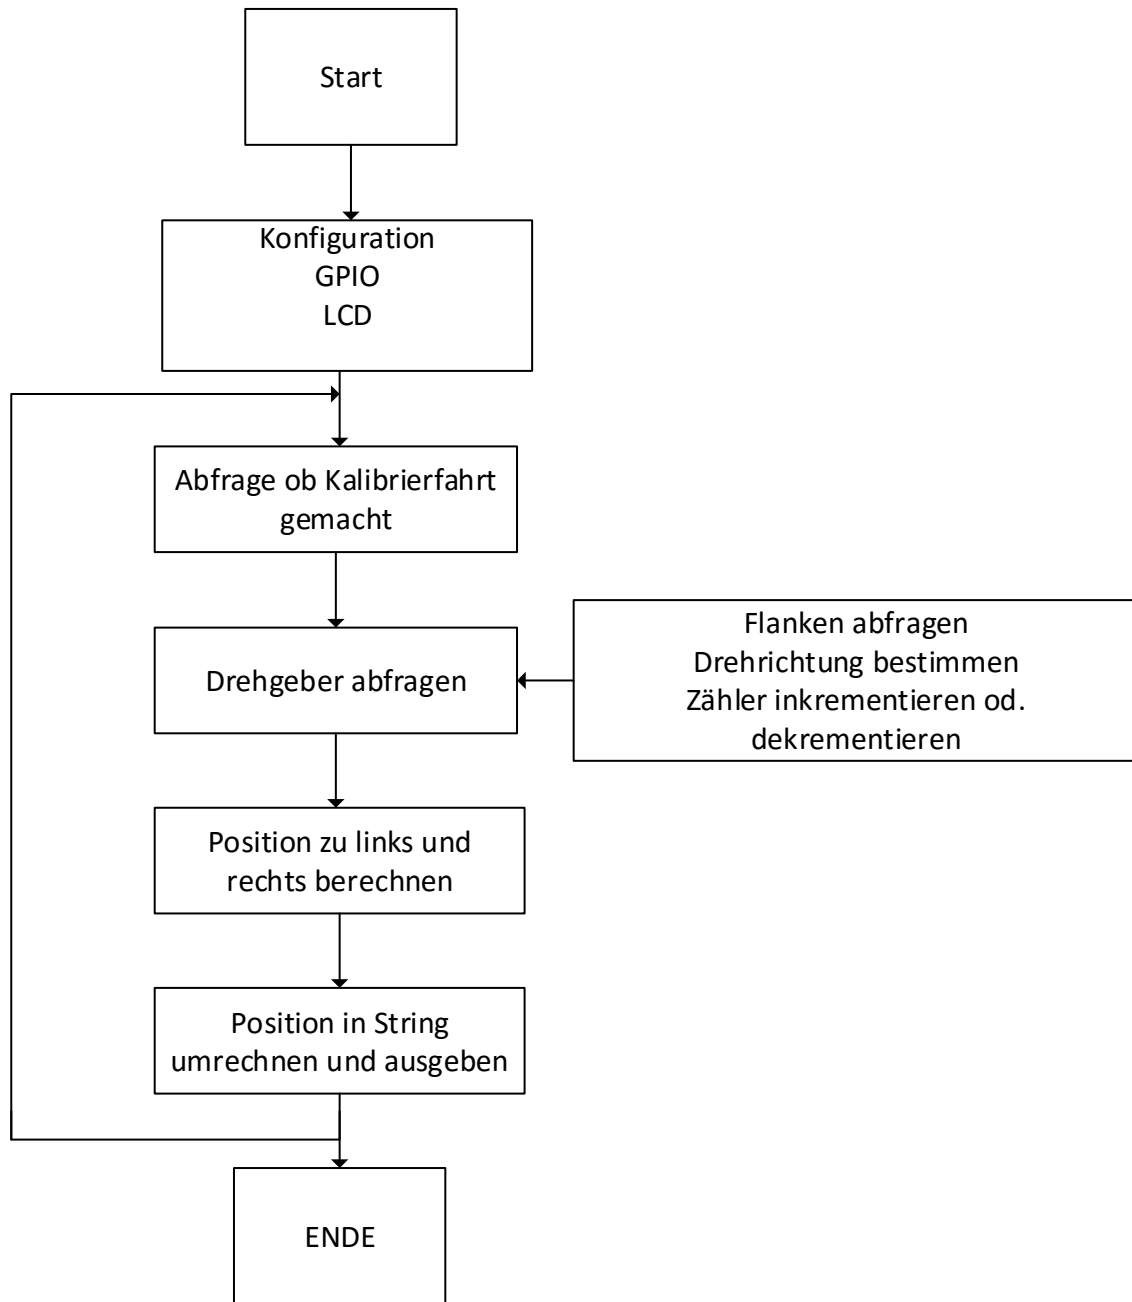 Start
Konfiguration
GPIO
LCD
Abfrage ob Kalibrierfahrt
gemacht
Drehgeber abfragen
Flanken abfragen
Drehrichtung bestimmen
Zähler inkrementieren od.
dekrementieren
Position zu links und
rechts berechnen
Position in String
umrechnen und ausgeben
ENDE